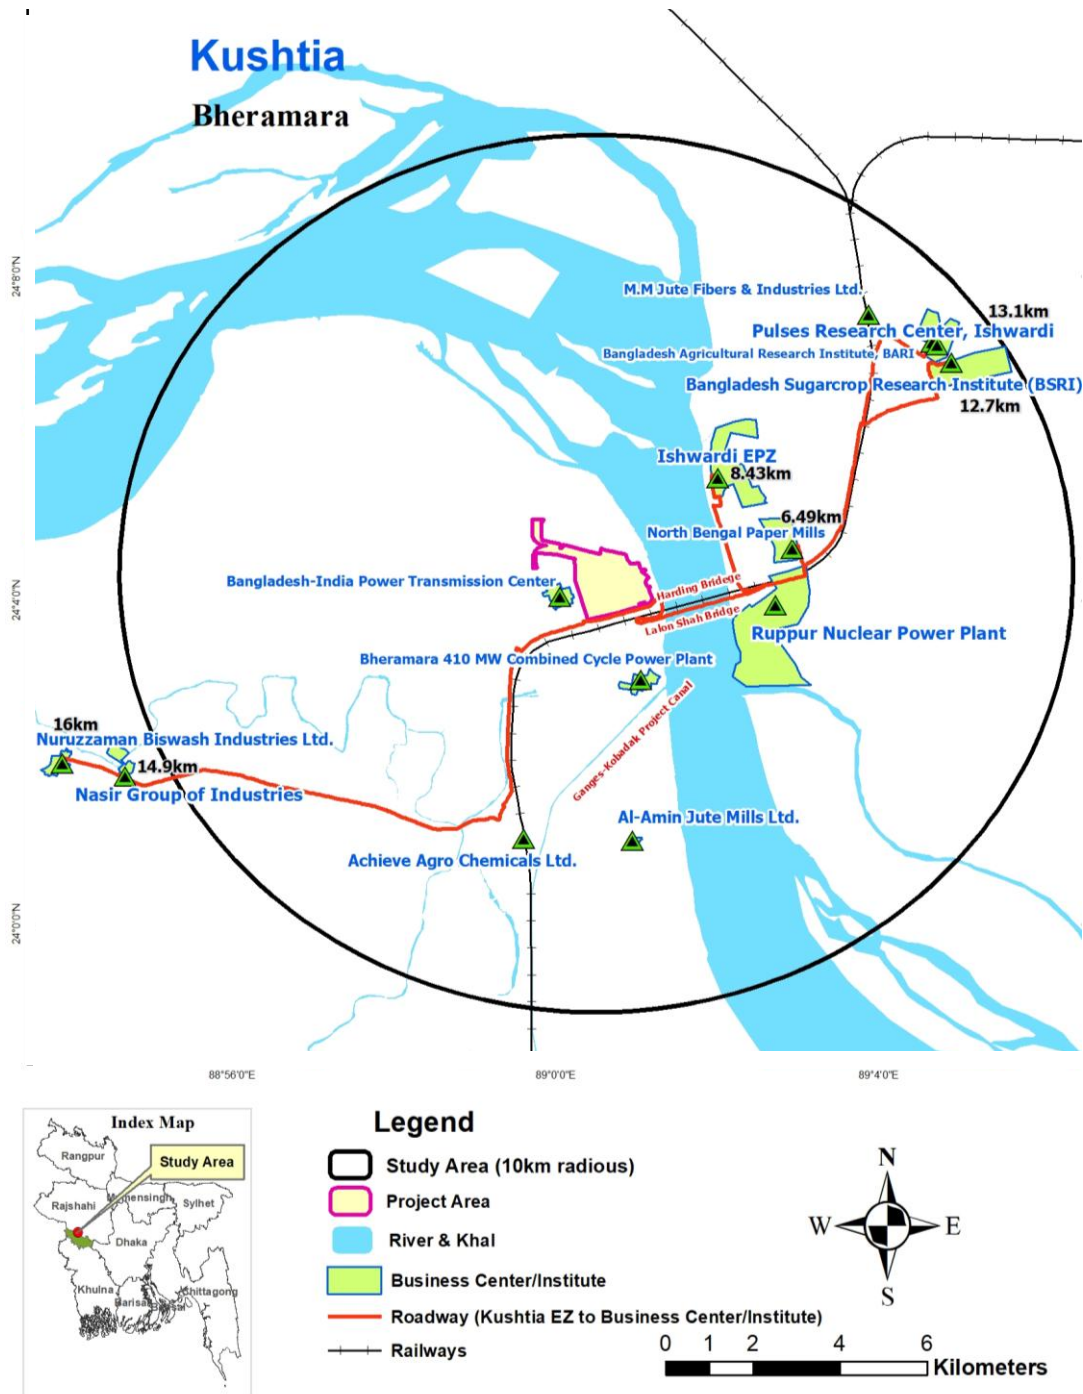 Kushtia
Bheramara
24°8'0"N
24°4'0"N
24°0'0"N
M.M Jute Fibers & Industries Ltd.
13.1km
Pulses Research Center, Ishwardi
Bangladesh Agricultural Research Institute, BARI
Bangladesh Sugarcrop Research Institute (BSRI)
12.7km
Ishwardi EPZ
8.43km
6.49km
North Bengal Paper Mills
Bangladesh-India Power Transmission Center
Harding Bridege
Lalon Shah Bridge
Ruppur Nuclear Power Plant
Bheramara 410 MW Combined Cycle Power Plant
Ganges-Kobadak Project Canal
16km
Nuruzzaman Biswash Industries Ltd.
14.9km
Nasir Group of Industries
Al-Amin Jute Mills Ltd.
Achieve Agro Chemicals Ltd.
88°56'0"E
89°0'0"E
89°4'0"E
Index Map
Study Area
Rangpur
Rajshahi
Sylhet
Dhaka
Khulna
Chittagong
Legend
Study Area (10km radious)
Project Area
River & Khal
Business Center/Institute
Roadway (Kushtia EZ to Business Center/Institute)
Railways
N
W
E
S
0 1 2 4 6
Kilometers